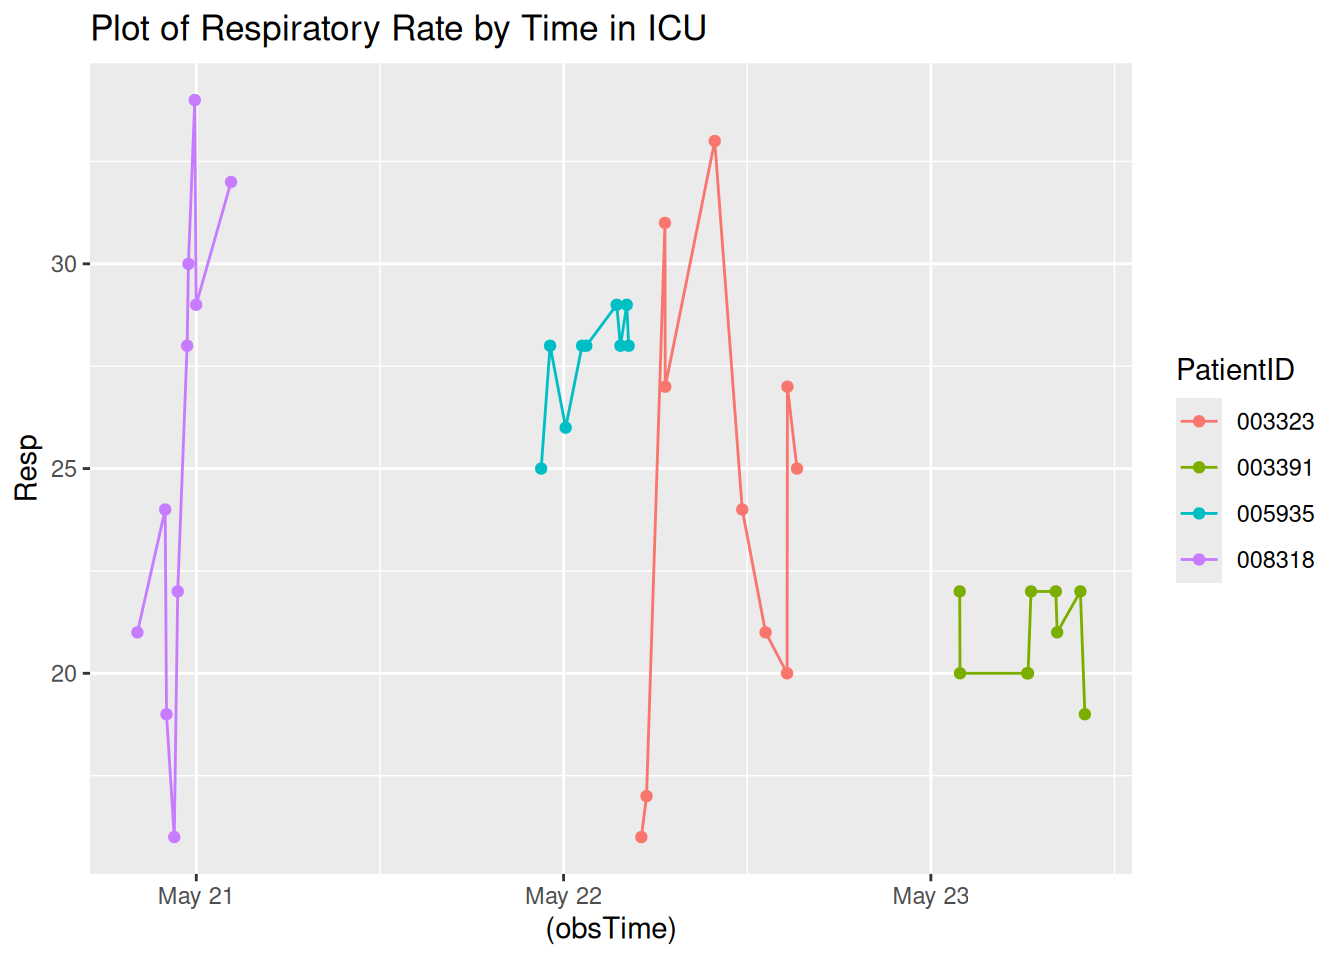 Plot of Respiratory Rate by Time in ICU
Resp
30
25
20
May 21
May 22
May 23
(obsTime)
PatientID
003323
003391
005935
008318